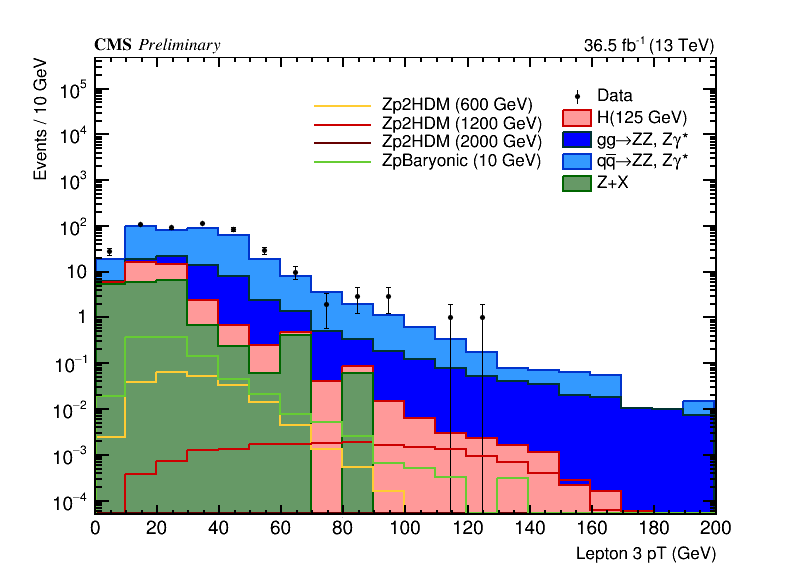 CMS Preliminary 36.5 fb⁻¹ (13 TeV)
Events / 10 GeV
10⁵
10⁴
10³
10²
10
1
10⁻¹
10⁻²
10⁻³
10⁻⁴
Zp2HDM (600 GeV)
Zp2HDM (1200 GeV)
Zp2HDM (2000 GeV)
ZpBaryonic (10 GeV)
Data
H(125 GeV)
gg→ZZ, Zγ*
qq̅→ZZ, Zγ*
Z+X
0 20 40 60 80 100 120 140 160 180 200
Lepton 3 pT (GeV)